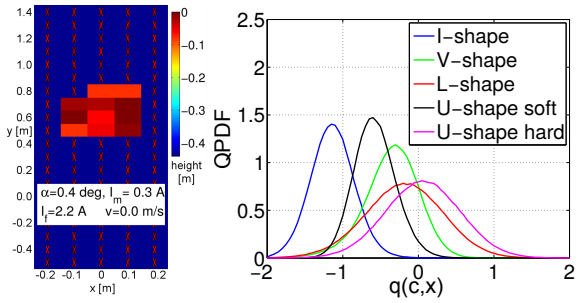 1.4
1.2
1.0
0.8
0.6
y [m]
0.4
0.2
0.0
-0.2
-0.4
α=0.4 deg, Im= 0.3 A
If=2.2 A v=0.0 m/s
-0.2 -0.1 0.0 0.1 0.2
x [m]
0
-0.1
-0.2
-0.3
-0.4
height
[m]
QPDF
2.5
2
1.5
1
0.5
0
-2 -1 0 1 2
q(c,x)
I-shape
V-shape
L-shape
U-shape soft
U-shape hard